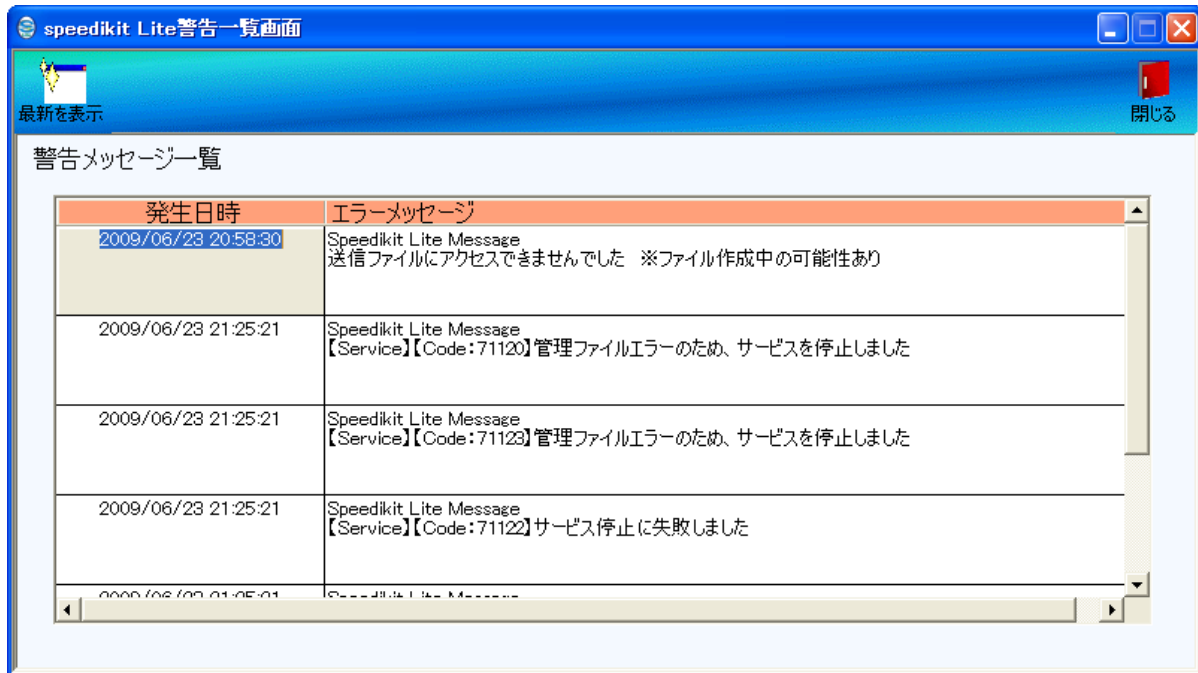 speedikit Lite警告一覧画面
最新を表示
閉じる
警告メッセージ一覧
発生日時 エラーメッセージ
2009/06/23 20:58:30 Speedikit Lite Message
送信ファイルにアクセスできませんでした ※ファイル作成中の可能性あり
2009/06/23 21:25:21 Speedikit Lite Message
【Service】【Code:71120】管理ファイルエラーのため、サービスを停止しました
2009/06/23 21:25:21 Speedikit Lite Message
【Service】【Code:71123】管理ファイルエラーのため、サービスを停止しました
2009/06/23 21:25:21 Speedikit Lite Message
【Service】【Code:71122】サービス停止に失敗しました